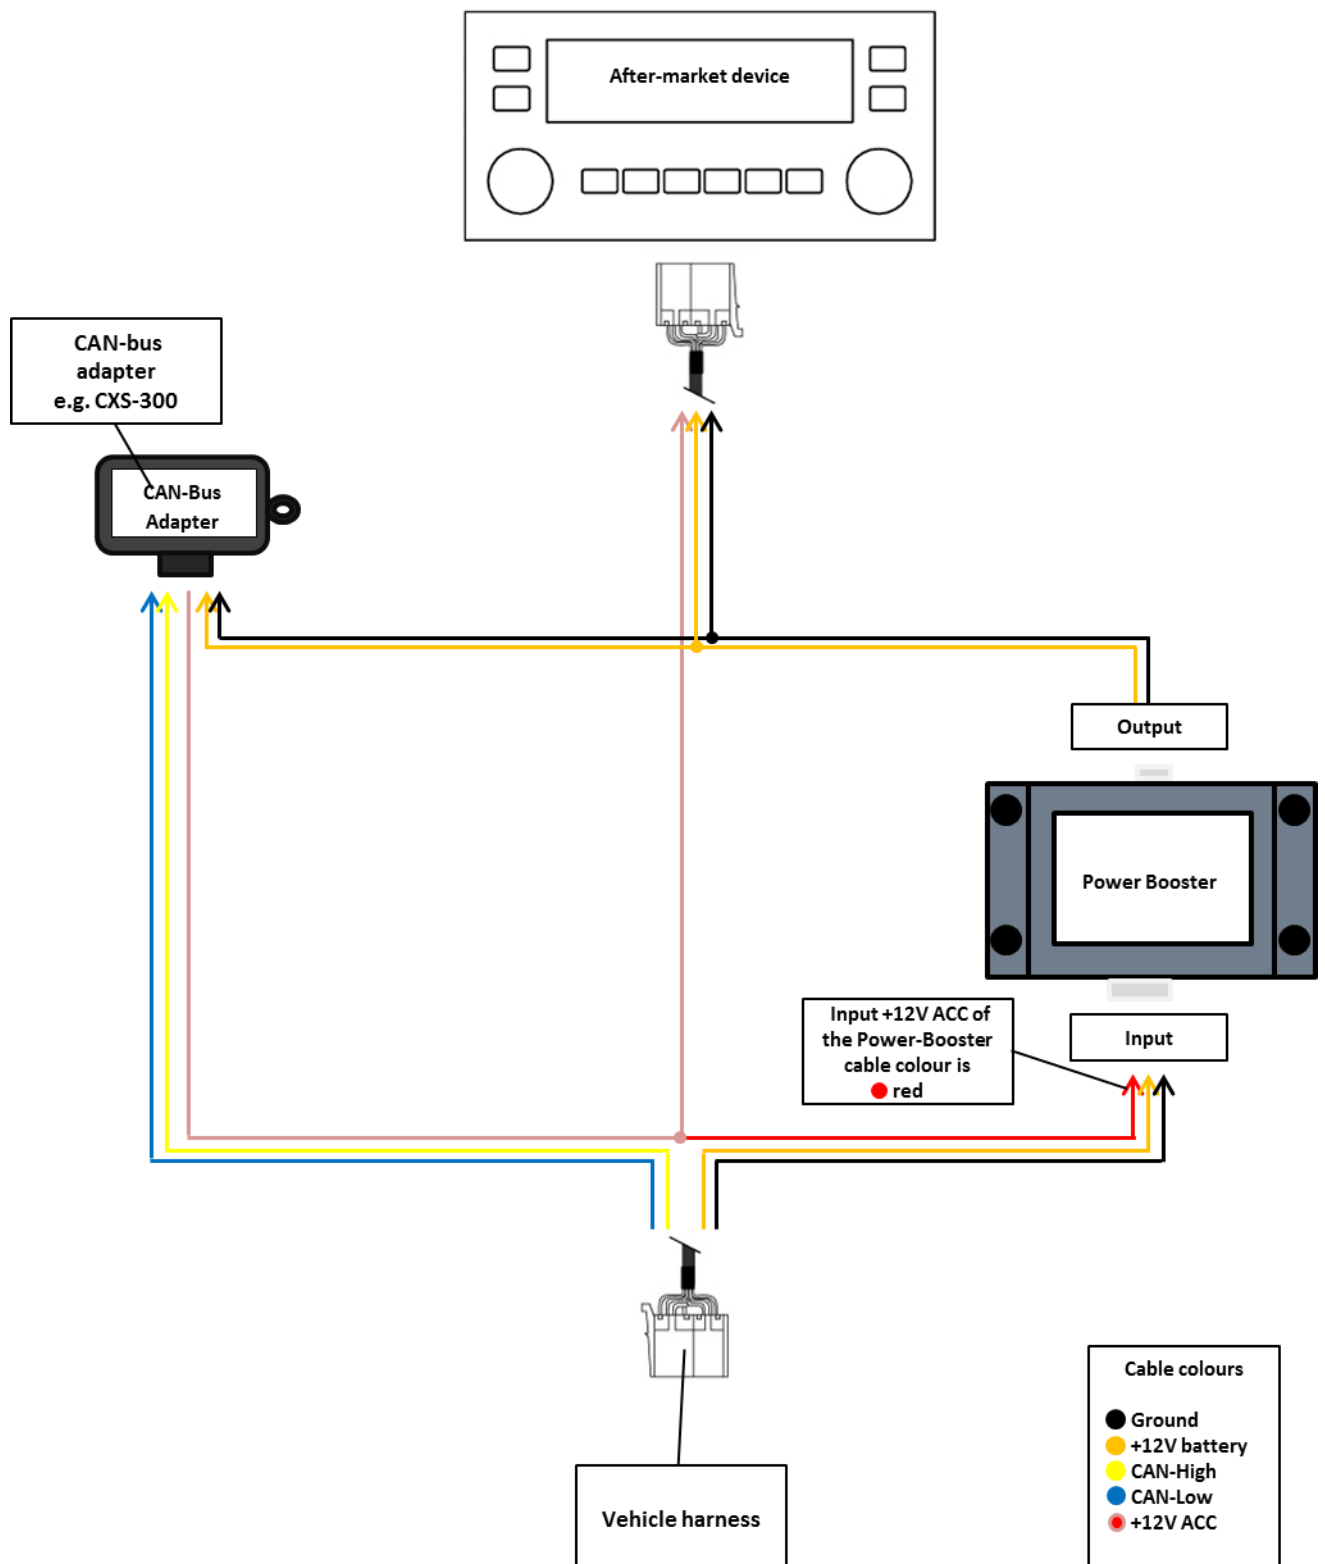 After-market device
CAN-bus
adapter
e.g. CXS-300
CAN-Bus
Adapter
Output
Power Booster
Input +12V ACC of
the Power-Booster
cable colour is
red
Input
Cable colours
Ground
+12V battery
CAN-High
CAN-Low
+12V ACC
Vehicle harness